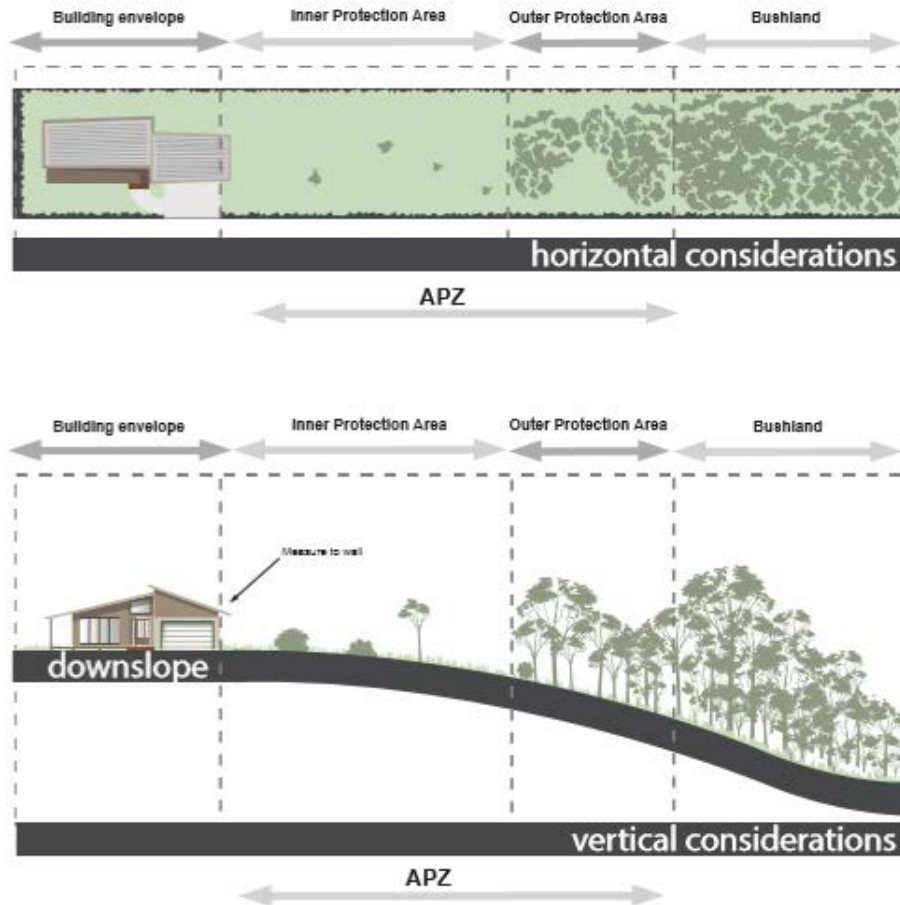 Building envelope
Inner Protection Area
Outer Protection Area
Bushland
horizontal considerations
APZ
Building envelope
Inner Protection Area
Outer Protection Area
Bushland
Measure to wall
downslope
vertical considerations
APZ